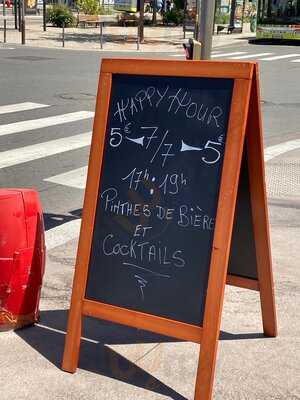 HAPPY HOUR
5€ 7/7 5€
17h. 19h
PINTHES DE BIÈRE
ET
COCKTAILS